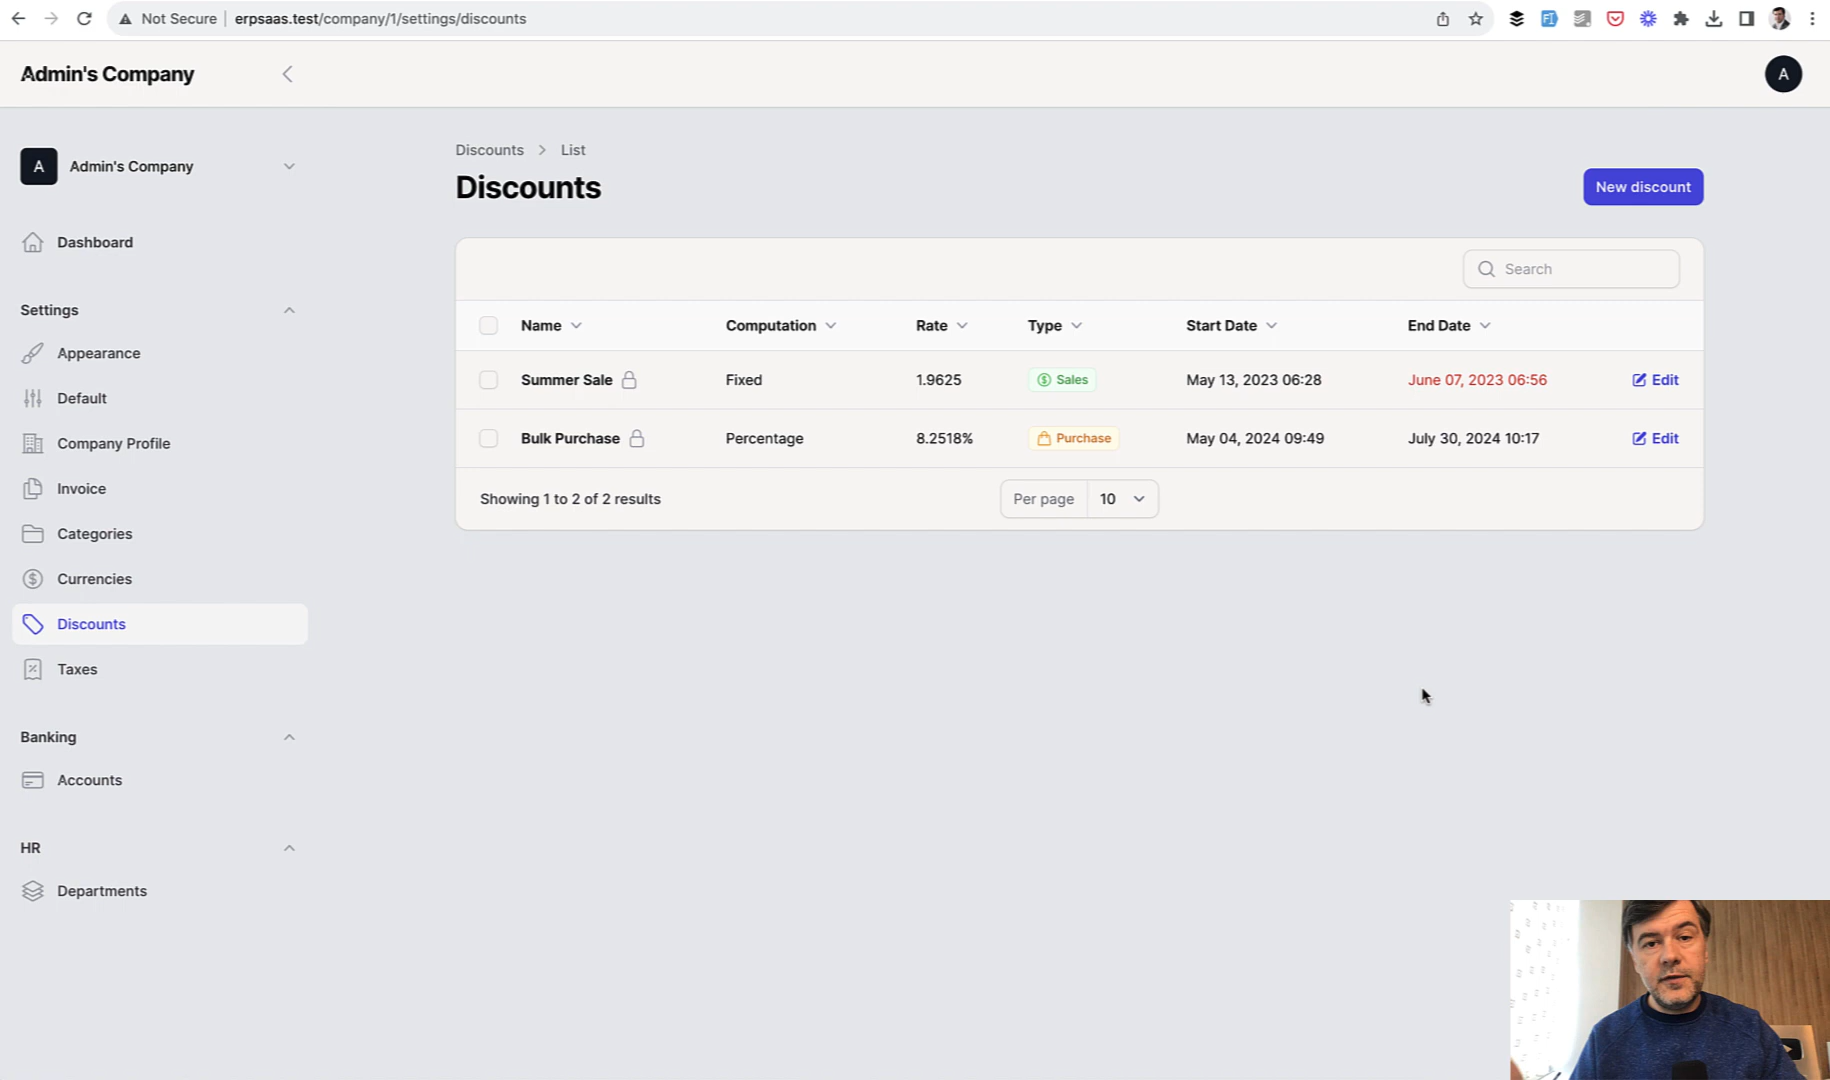 Not Secure | erpsaas.test/company/1/settings/discounts
Admin's Company
A
A Admin's Company
Dashboard
Settings
Appearance
Default
Company Profile
Invoice
Categories
Currencies
Discounts
Taxes
Banking
Accounts
HR
Departments
Discounts > List
Discounts
New discount
Search
Name Computation Rate Type Start Date End Date
Summer Sale Fixed 1.9625 Sales May 13, 2023 06:28 June 07, 2023 06:56 Edit
Bulk Purchase Percentage 8.2518% Purchase May 04, 2024 09:49 July 30, 2024 10:17 Edit
Showing 1 to 2 of 2 results
Per page 10